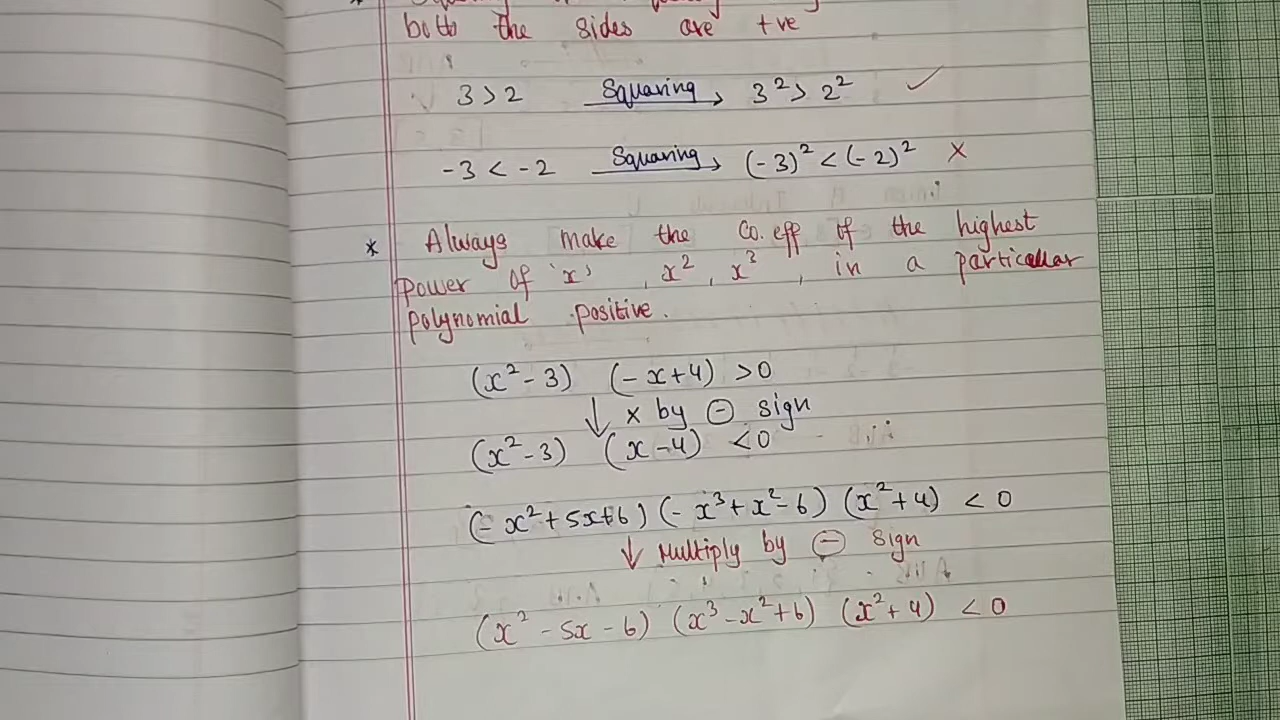 both the sides are +ve
3 > 2 Squaring → 3² > 2² ✓
-3 < -2 Squaring → (-3)² < (-2)² ×
* Always make the co.eff of the highest
power of 'x' , x² , x³ , in a particular
polynomial positive.
(x² - 3) (-x+4) > 0
↓ × by ⊖ sign
(x² - 3) (x - 4) < 0
(- x² + 5x+6) (- x³ + x² - 6) (x² + 4) < 0
↓ Multiply by ⊖ sign
(x² - 5x - 6) (x³ - x² + 6) (x² + 4) < 0